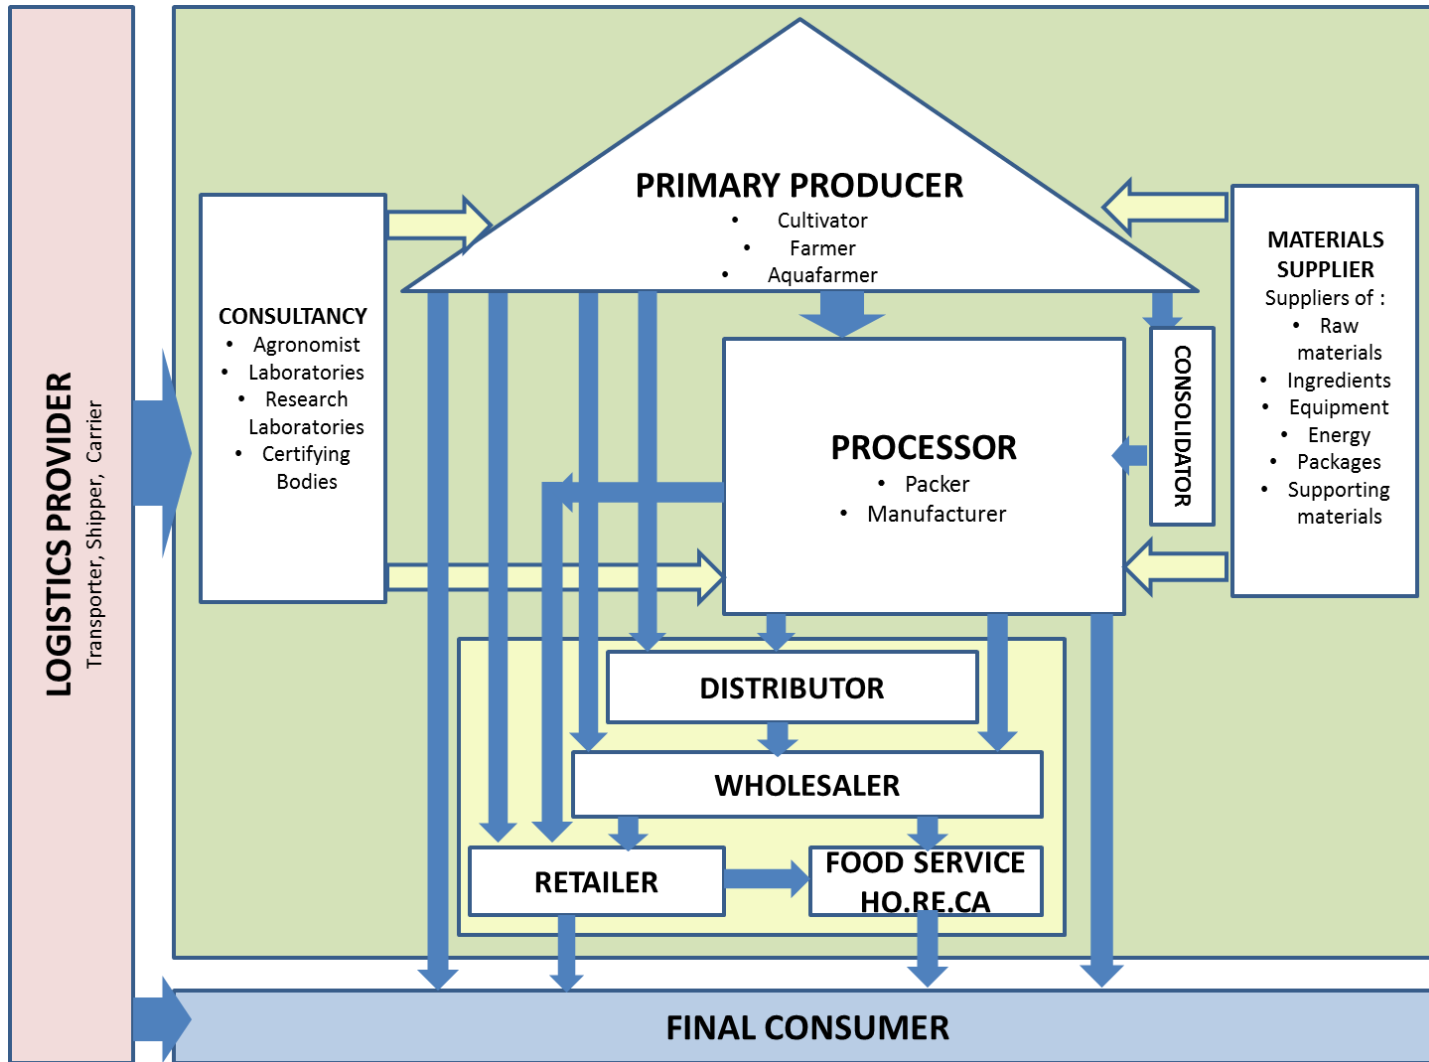 LOGISTICS PROVIDER
Transporter, Shipper, Carrier
PRIMARY PRODUCER
• Cultivator
• Farmer
• Aquafarmer
CONSULTANCY
• Agronomist
• Laboratories
• Research
Laboratories
• Certifying
Bodies
MATERIALS
SUPPLIER
Suppliers of :
• Raw
materials
• Ingredients
• Equipment
• Energy
• Packages
• Supporting
materials
CONSOLIDATOR
PROCESSOR
• Packer
• Manufacturer
DISTRIBUTOR
WHOLESALER
RETAILER
FOOD SERVICE
HO.RE.CA
FINAL CONSUMER